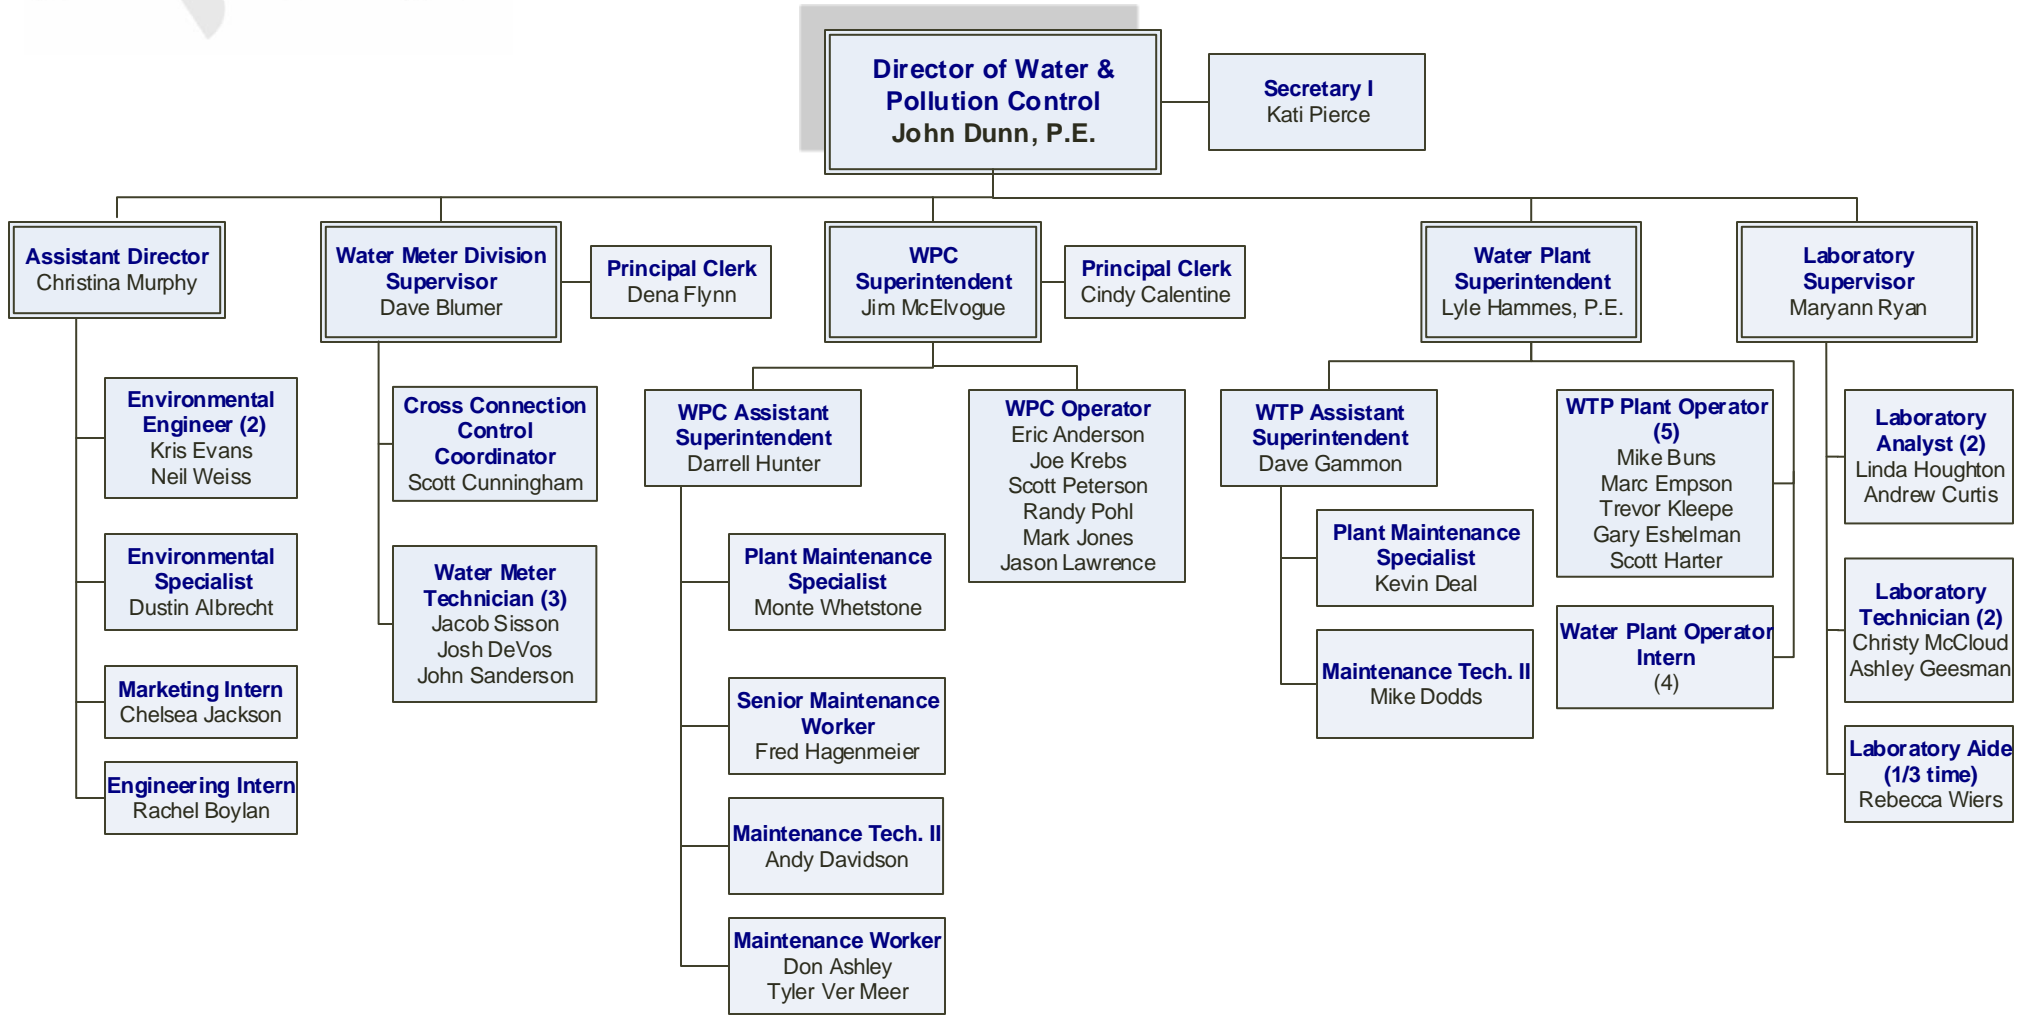 Director of Water &
Pollution Control
John Dunn, P.E.
Secretary I
Kati Pierce
Assistant Director
Christina Murphy
Water Meter Division
Supervisor
Dave Blumer
Principal Clerk
Dena Flynn
WPC
Superintendent
Jim McElvogue
Principal Clerk
Cindy Calentine
Water Plant
Superintendent
Lyle Hammes, P.E.
Laboratory
Supervisor
Maryann Ryan
Environmental
Engineer (2)
Kris Evans
Neil Weiss
Environmental
Specialist
Dustin Albrecht
Marketing Intern
Chelsea Jackson
Engineering Intern
Rachel Boylan
Cross Connection
Control
Coordinator
Scott Cunningham
Water Meter
Technician (3)
Jacob Sisson
Josh DeVos
John Sanderson
WPC Assistant
Superintendent
Darrell Hunter
Plant Maintenance
Specialist
Monte Whetstone
Senior Maintenance
Worker
Fred Hagenmeier
Maintenance Tech. II
Andy Davidson
Maintenance Worker
Don Ashley
Tyler Ver Meer
WPC Operator
Eric Anderson
Joe Krebs
Scott Peterson
Randy Pohl
Mark Jones
Jason Lawrence
WTP Assistant
Superintendent
Dave Gammon
Plant Maintenance
Specialist
Kevin Deal
Maintenance Tech. II
Mike Dodds
WTP Plant Operator
(5)
Mike Buns
Marc Empson
Trevor Kleepe
Gary Eshelman
Scott Harter
Water Plant Operator
Intern
(4)
Laboratory
Analyst (2)
Linda Houghton
Andrew Curtis
Laboratory
Technician (2)
Christy McCloud
Ashley Geesman
Laboratory Aide
(1/3 time)
Rebecca Wiers